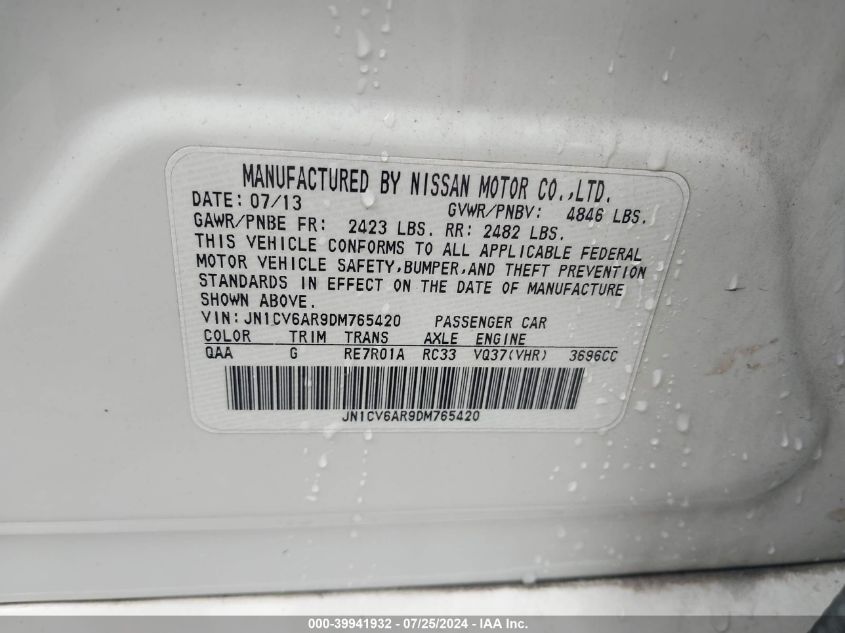 MANUFACTURED BY NISSAN MOTOR CO.,LTD.
DATE: 07/13 GVWR/PNBV: 4846 LBS.
GAWR/PNBE FR: 2423 LBS. RR: 2482 LBS.
THIS VEHICLE CONFORMS TO ALL APPLICABLE FEDERAL
MOTOR VEHICLE SAFETY,BUMPER,AND THEFT PREVENTION
STANDARDS IN EFFECT ON THE DATE OF MANUFACTURE
SHOWN ABOVE.
VIN:JN1CV6AR9DM765420 PASSENGER CAR
COLOR TRIM TRANS AXLE ENGINE
QAA G RE7R01A RC33 VQ37(VHR) 3696CC
JN1CV6AR9DM765420
000-39941932 - 07/25/2024 - IAA Inc.